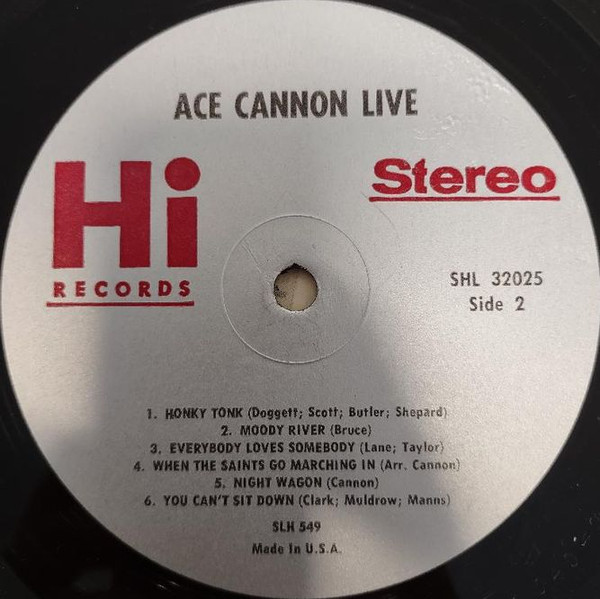 ACE CANNON LIVE
Hi
RECORDS
Stereo
SHL 32025
Side 2
1. HONKY TONK (Doggett; Scott; Butler; Shepard)
2. MOODY RIVER (Bruce)
3. EVERYBODY LOVES SOMEBODY (Lane; Taylor)
4. WHEN THE SAINTS GO MARCHING IN (Arr. Cannon)
5. NIGHT WAGON (Cannon)
6. YOU CAN'T SIT DOWN (Clark; Muldrow; Manns)
SLH 549
Made In U.S.A.